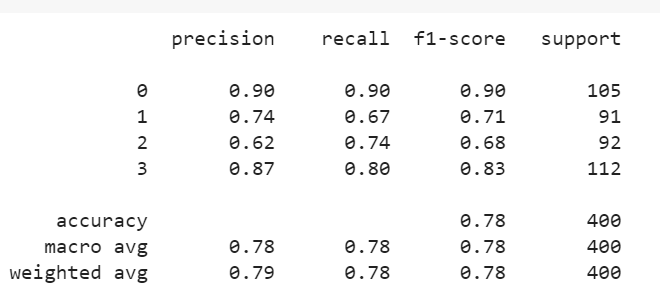 precision recall f1-score support
0 0.90 0.90 0.90 105
1 0.74 0.67 0.71 91
2 0.62 0.74 0.68 92
3 0.87 0.80 0.83 112
accuracy 0.78 400
macro avg 0.78 0.78 0.78 400
weighted avg 0.79 0.78 0.78 400